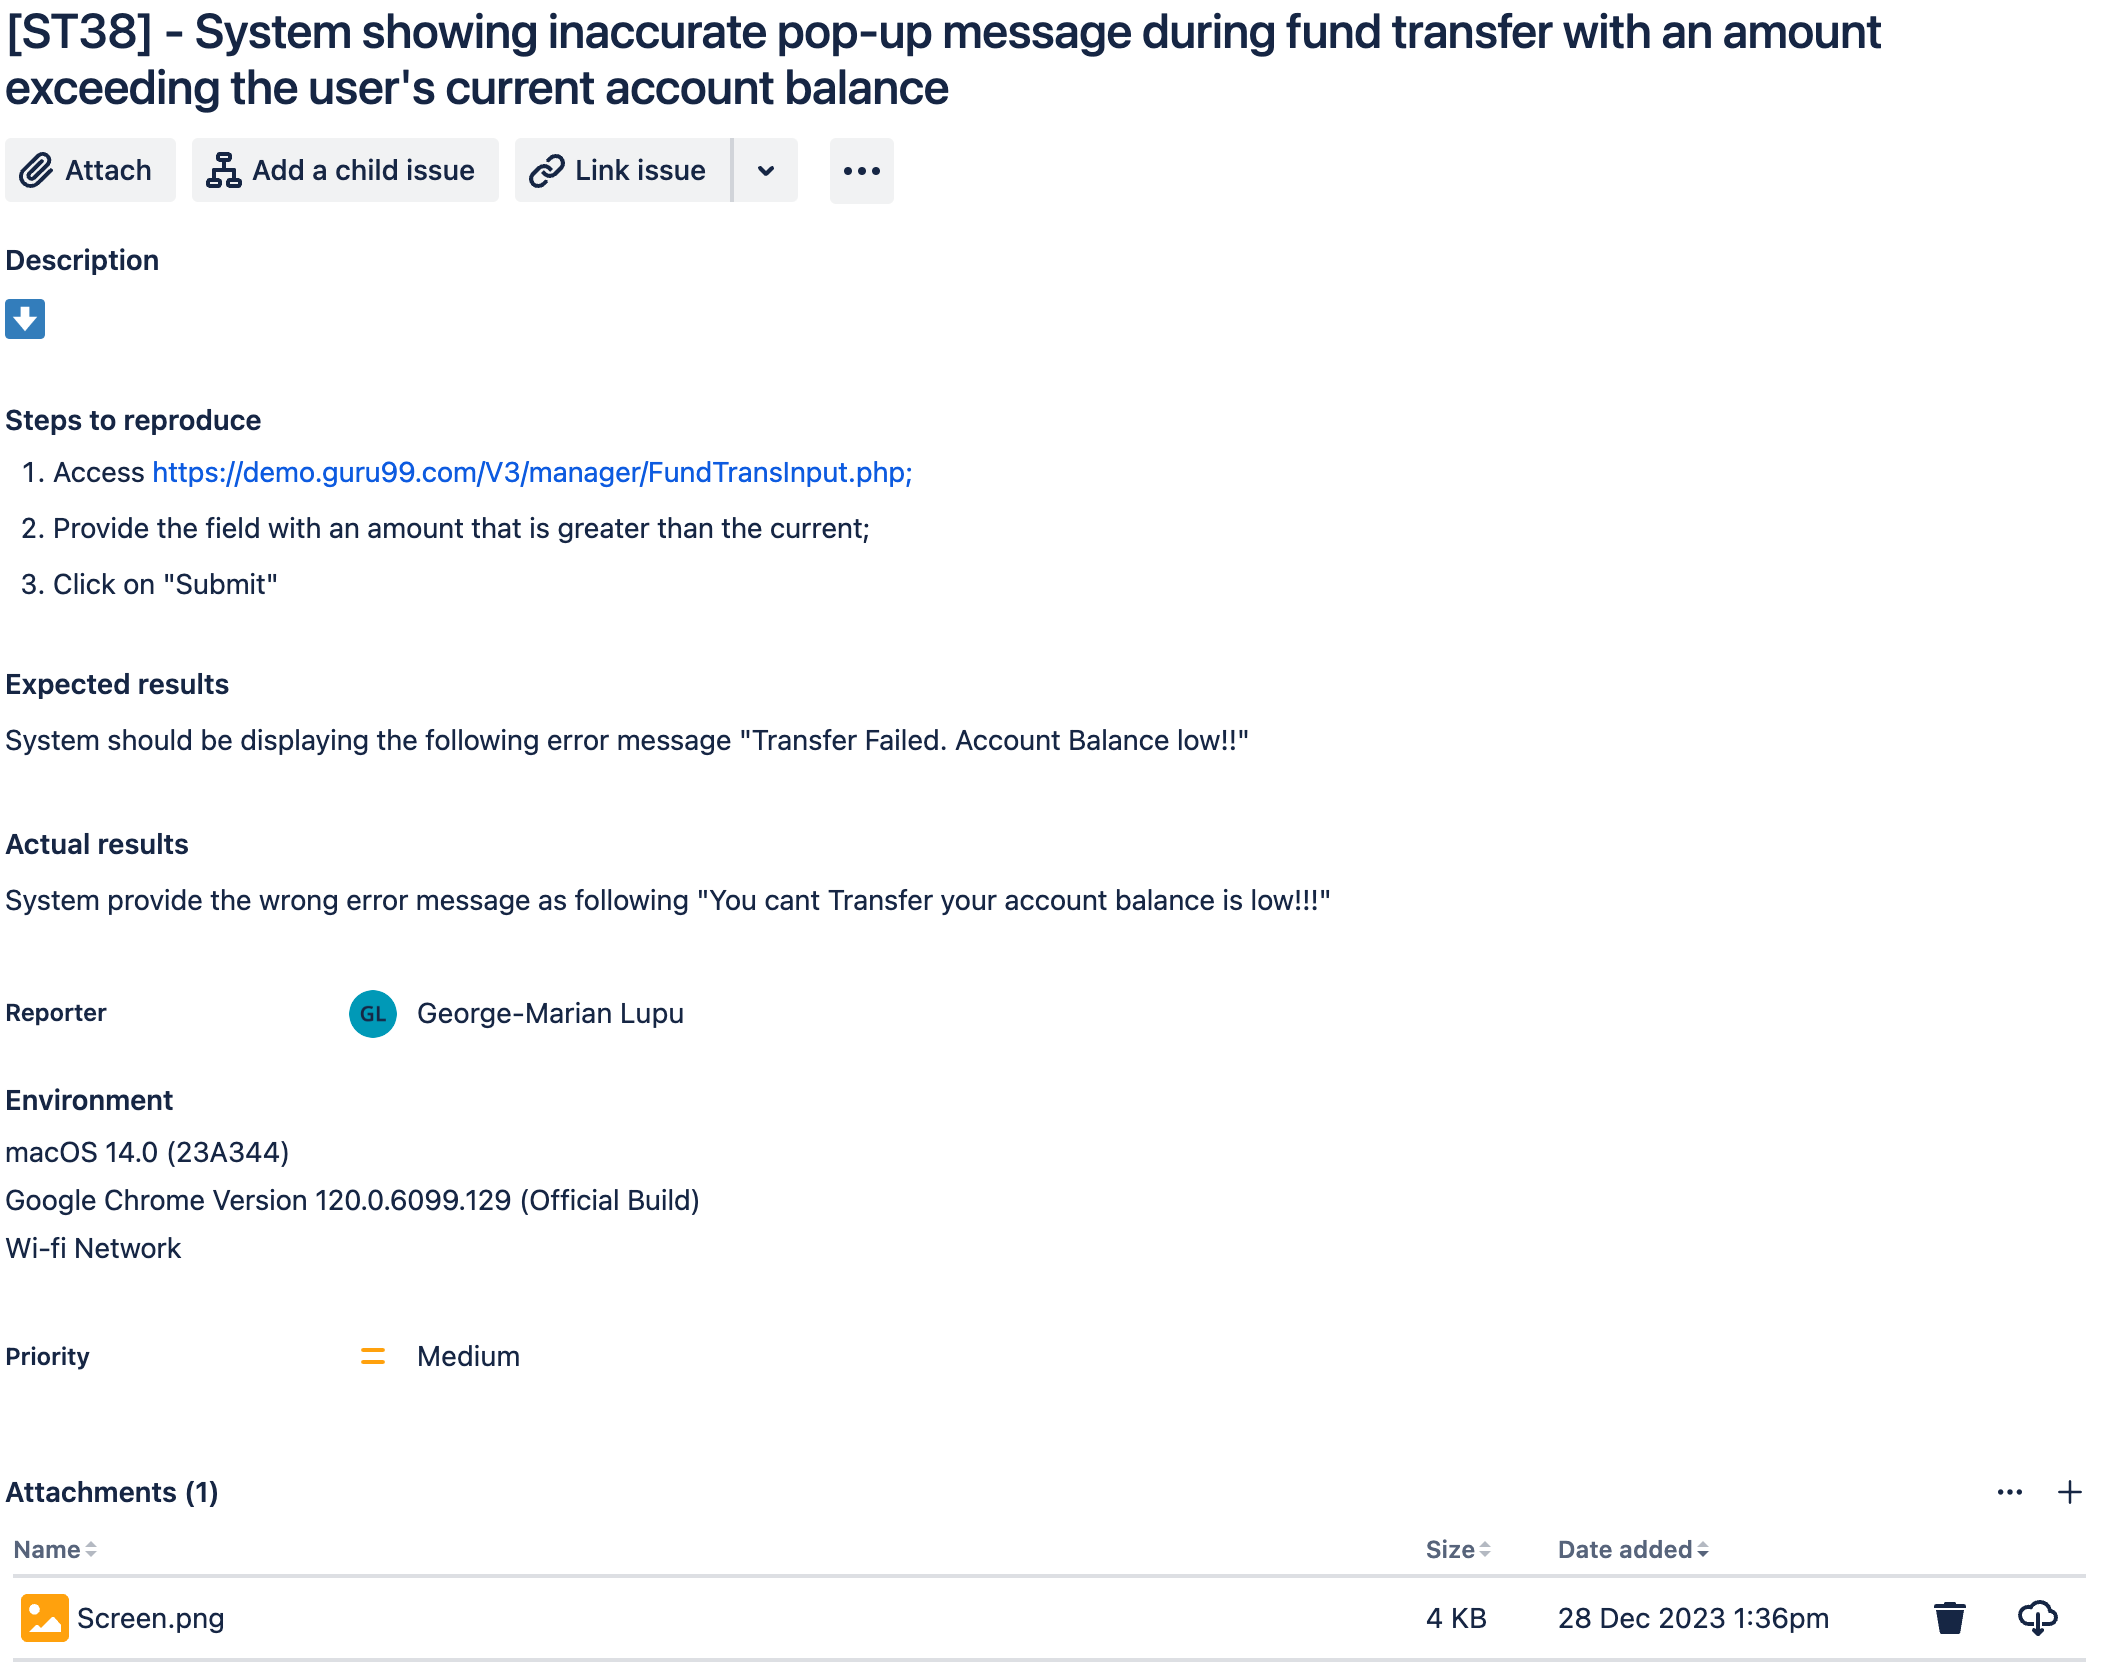 [ST38] - System showing inaccurate pop-up message during fund transfer with an amount
exceeding the user's current account balance
Attach Add a child issue Link issue
Description
Steps to reproduce
1. Access https://demo.guru99.com/V3/manager/FundTransInput.php;
2. Provide the field with an amount that is greater than the current;
3. Click on "Submit"
Expected results
System should be displaying the following error message "Transfer Failed. Account Balance low!!"
Actual results
System provide the wrong error message as following "You cant Transfer your account balance is low!!!"
Reporter GL George-Marian Lupu
Environment
macOS 14.0 (23A344)
Google Chrome Version 120.0.6099.129 (Official Build)
Wi-fi Network
Priority Medium
Attachments (1)
Name Size Date added
Screen.png 4 KB 28 Dec 2023 1:36pm